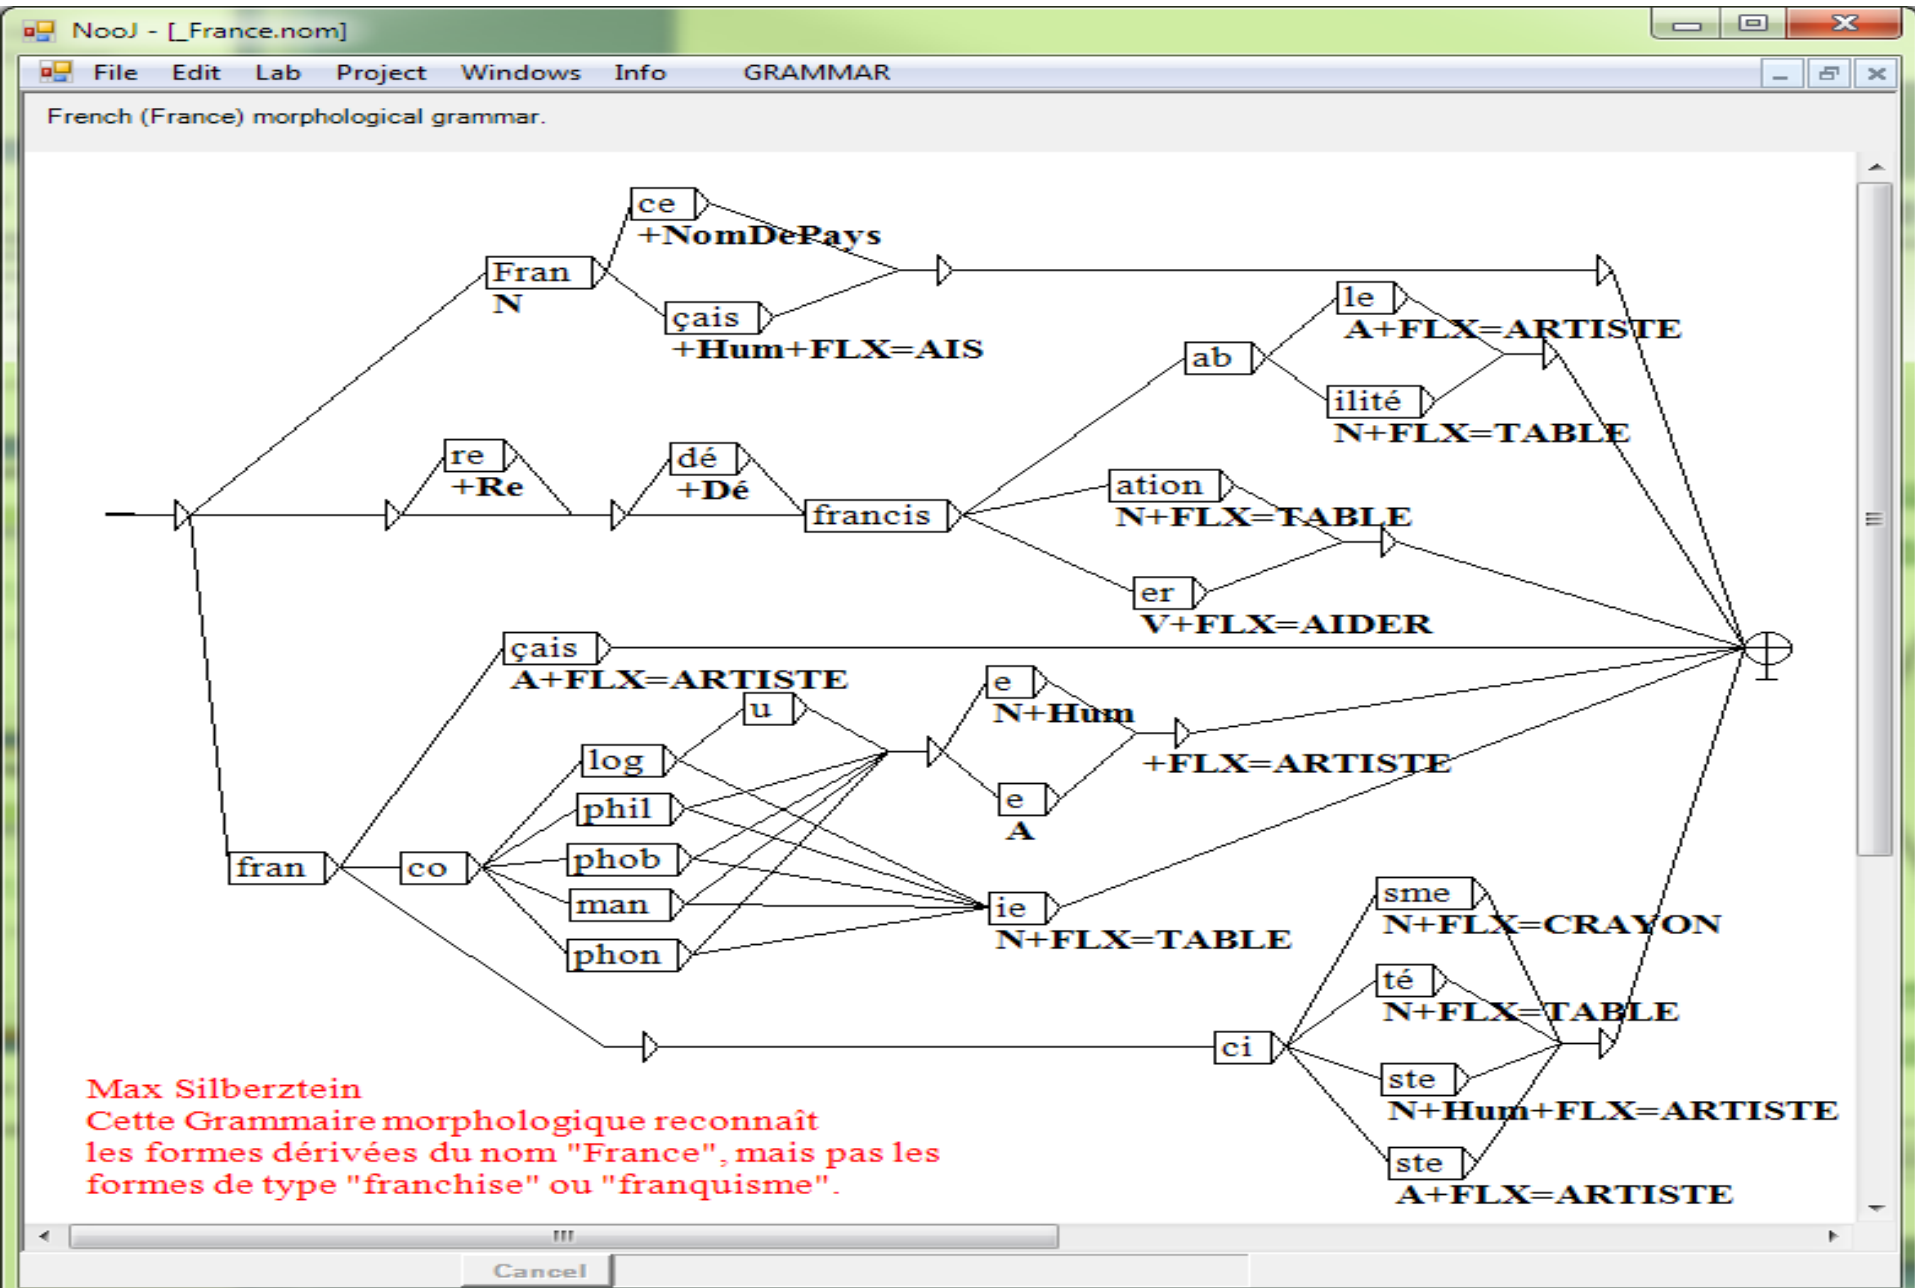 NooJ - [_France.nom]
File Edit Lab Project Windows Info GRAMMAR
French (France) morphological grammar.
ce
+NomDePays
Fran
N
çais
+Hum+FLX=AIS
le
A+FLX=ARTISTE
ab
ilité
N+FLX=TABLE
re
+Re
dé
+Dé
francis
ation
N+FLX=TABLE
er
V+FLX=AIDER
çais
A+FLX=ARTISTE
u
e
N+Hum
log
+FLX=ARTISTE
phil
e
A
fran
co
phob
man
ie
N+FLX=TABLE
phon
sme
N+FLX=CRAYON
té
N+FLX=TABLE
ci
ste
N+Hum+FLX=ARTISTE
ste
A+FLX=ARTISTE
Max Silberztein
Cette Grammaire morphologique reconnaît
les formes dérivées du nom "France", mais pas les
formes de type "franchise" ou "franquisme".
Cancel